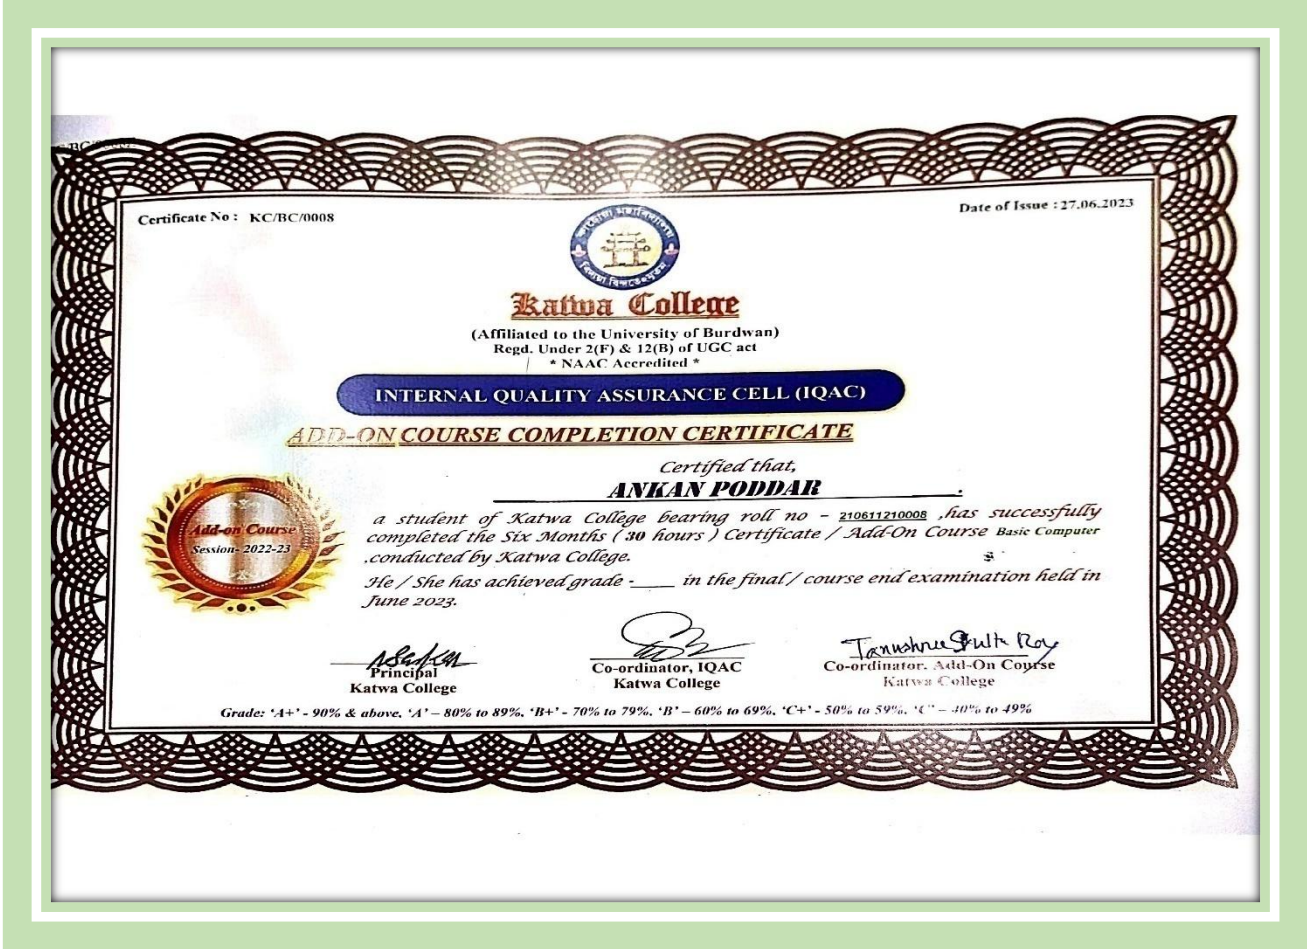 Certificate No : KC/BC/0008
Date of Issue : 27.06.2023
Katwa College
(Affiliated to the University of Burdwan)
Regd. Under 2(F) & 12(B) of UGC act
* NAAC Accredited *
INTERNAL QUALITY ASSURANCE CELL (IQAC)
ADD-ON COURSE COMPLETION CERTIFICATE
Certified that,
ANKAN PODDAR .
Add-on Course
Session- 2022-23
a student of Katwa College bearing roll no – 210611210008 ,has successfully
completed the Six Months ( 30 hours ) Certificate / Add-On Course Basic Computer
.conducted by Katwa College.
He / She has achieved grade -____ in the final / course end examination held in
June 2023.
Principal
Katwa College
Co-ordinator, IQAC
Katwa College
Tanushree
Roy
Co-ordinator. Add-On Course
Katwa College
Grade: 'A+' - 90% & above, 'A' – 80% to 89%, 'B+' - 70% to 79%, 'B' – 60% to 69%, 'C+' - 50% to 59%, 'C' – 40% to 49%